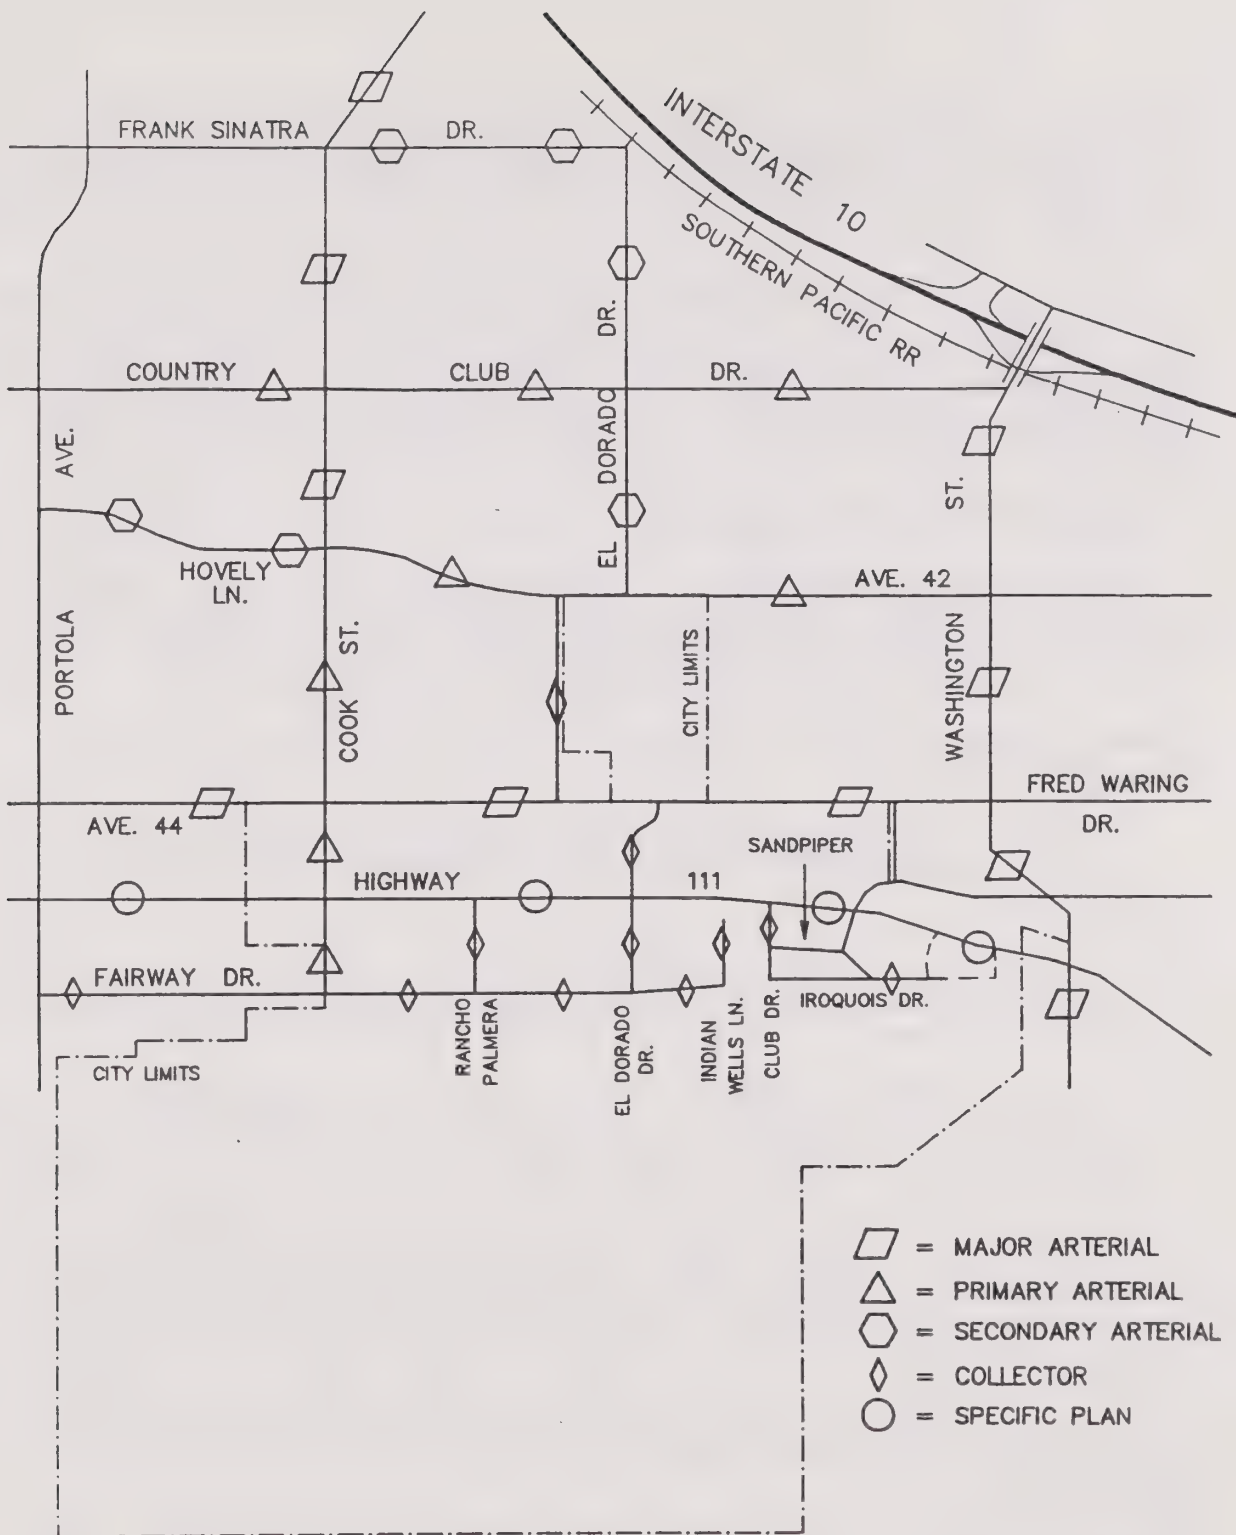 INTERSTATE 10
FRANK SINATRA DR.
SOUTHERN PACIFIC RR
COUNTRY CLUB DR.
EL DORADO DR.
PORTOLA AVE.
WASHINGTON ST.
HOVELY
LN.
AVE. 42
COOK ST.
CITY LIMITS
FRED WARING
DR.
AVE. 44
SANDPIPER
HIGHWAY 111
FAIRWAY DR.
IROQUOIS DR.
RANCHO
PALMERA
EL DORADO
DR.
INDIAN
WELLS LN.
CLUB DR.
CITY LIMITS
= MAJOR ARTERIAL
= PRIMARY ARTERIAL
= SECONDARY ARTERIAL
= COLLECTOR
= SPECIFIC PLAN